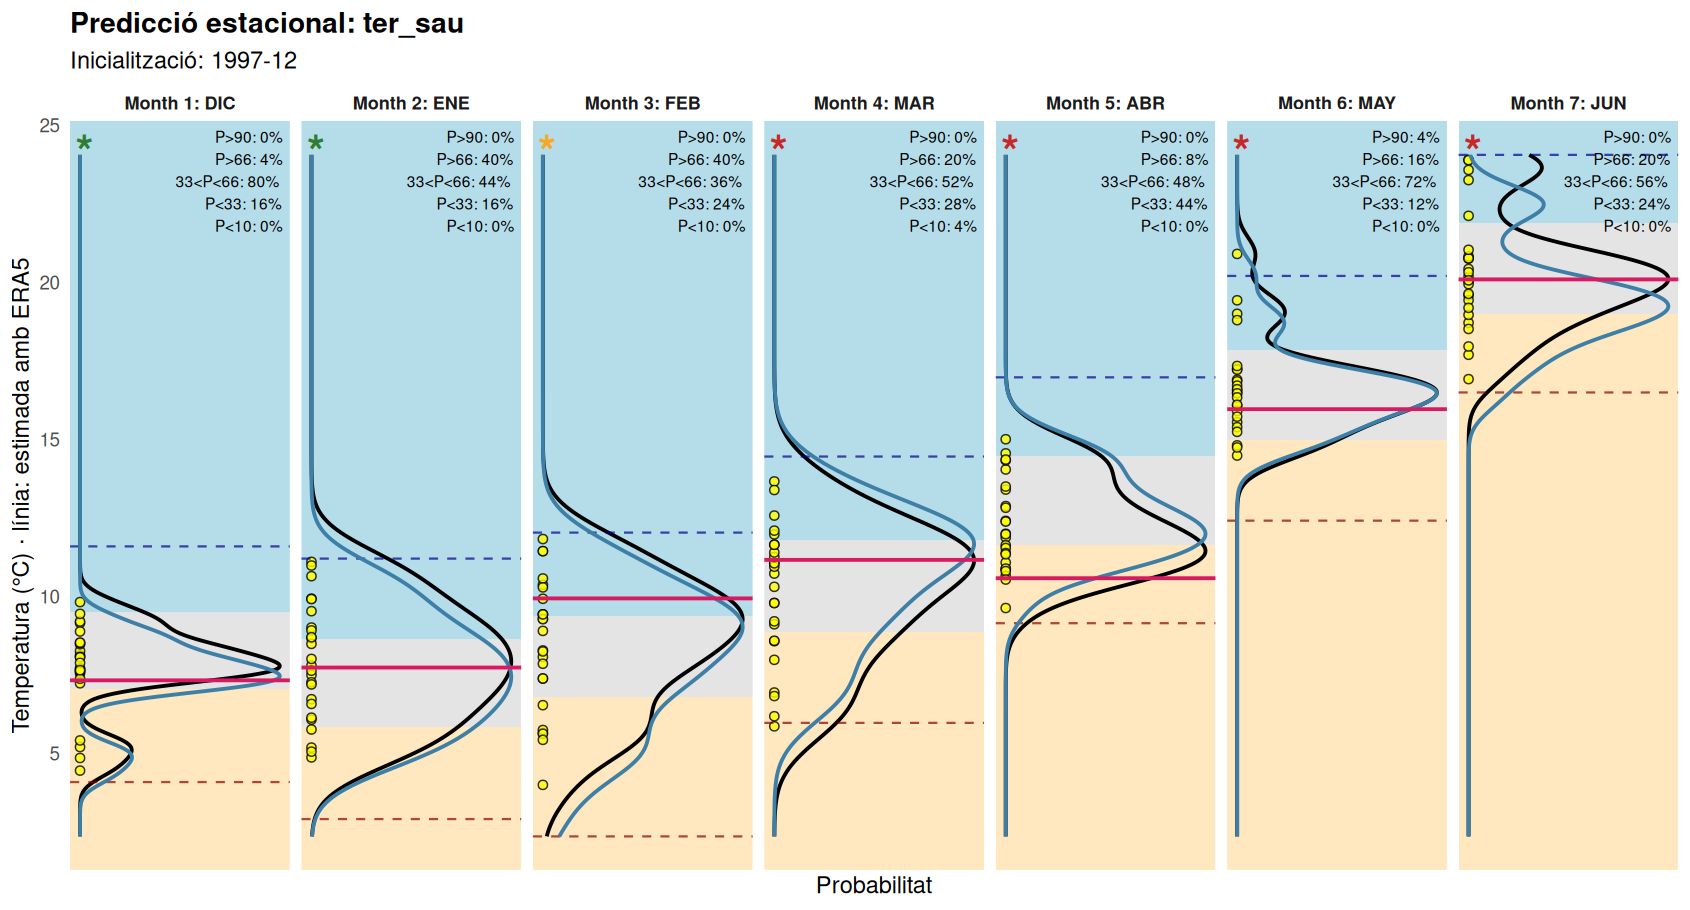 Predicció estacional: ter_sau
Inicialització: 1997-12
Month 1: DIC
Month 2: ENE
Month 3: FEB
Month 4: MAR
Month 5: ABR
Month 6: MAY
Month 7: JUN
*
P>90: 0%
P>66: 4%
33<P<66: 80%
P<33: 16%
P<10: 0%
*
P>90: 0%
P>66: 40%
33<P<66: 44%
P<33: 16%
P<10: 0%
*
P>90: 0%
P>66: 40%
33<P<66: 36%
P<33: 24%
P<10: 0%
*
P>90: 0%
P>66: 20%
33<P<66: 52%
P<33: 28%
P<10: 4%
*
P>90: 0%
P>66: 8%
33<P<66: 48%
P<33: 44%
P<10: 0%
*
P>90: 4%
P>66: 16%
33<P<66: 72%
P<33: 12%
P<10: 0%
*
P>90: 0%
P>66: 20%
33<P<66: 56%
P<33: 24%
P<10: 0%
25
20
15
10
5
Temperatura (°C) · línia: estimada amb ERA5
Probabilitat